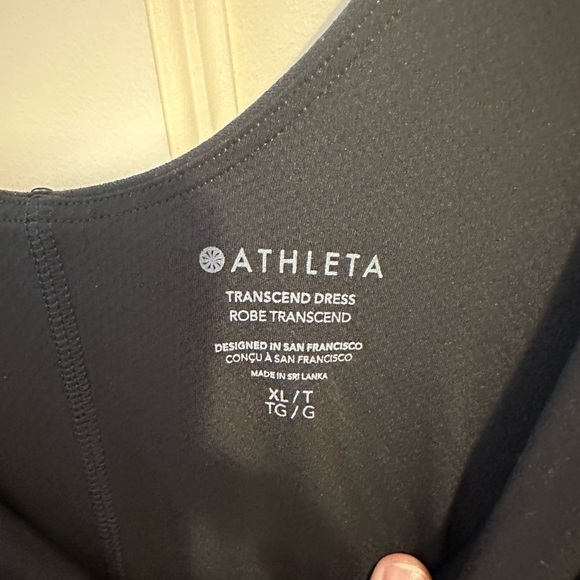 ATHLETA
TRANSCEND DRESS
ROBE TRANSCEND
DESIGNED IN SAN FRANCISCO
CONÇU À SAN FRANCISCO
MADE IN SRI LANKA
XL / T
TG / G